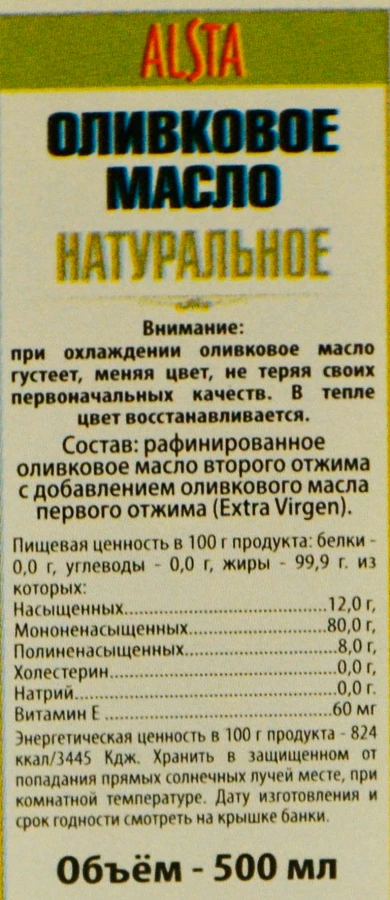 ALSTA
ОЛИВКОВОЕ
МАСЛО
НАТУРАЛЬНОЕ
Внимание:
при охлаждении оливковое масло
густеет, меняя цвет, не теряя своих
первоначальных качеств. В тепле
цвет восстанавливается.
Состав: рафинированное
оливковое масло второго отжима
с добавлением оливкового масла
первого отжима (Extra Virgen).
Пищевая ценность в 100 г продукта: белки -
0,0 г, углеводы - 0,0 г, жиры - 99,9 г. из
которых:
Насыщенных..............................12,0 г,
Мононенасыщенных.....................80,0 г,
Полиненасыщенных.......................8,0 г,
Холестерин..................................0,0 г,
Натрий.........................................0,0 г.
Витамин Е ..................................60 мг
Энергетическая ценность в 100 г продукта - 824
ккал/3445 Кдж. Хранить в защищенном от
попадания прямых солнечных лучей месте, при
комнатной температуре. Дату изготовления и
срок годности смотреть на крышке банки.
Объём - 500 мл